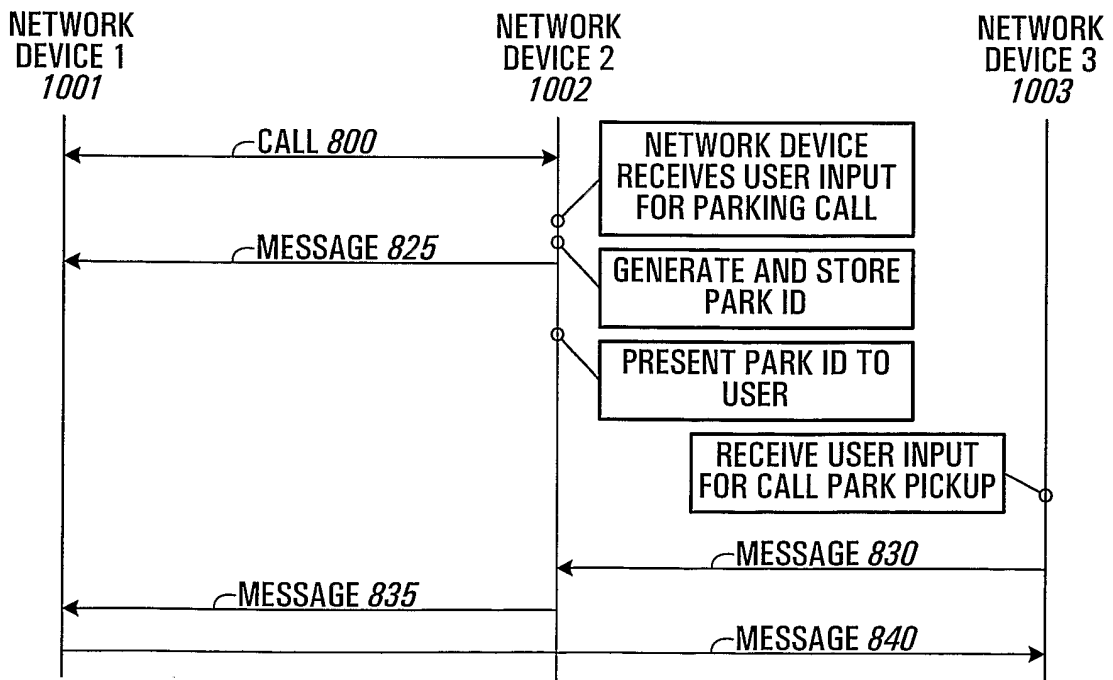 NETWORK
DEVICE 1
1001
NETWORK
DEVICE 2
1002
NETWORK
DEVICE 3
1003
CALL 800
NETWORK DEVICE
RECEIVES USER INPUT
FOR PARKING CALL
MESSAGE 825
GENERATE AND STORE
PARK ID
PRESENT PARK ID TO
USER
RECEIVE USER INPUT
FOR CALL PARK PICKUP
MESSAGE 830
MESSAGE 835
MESSAGE 840